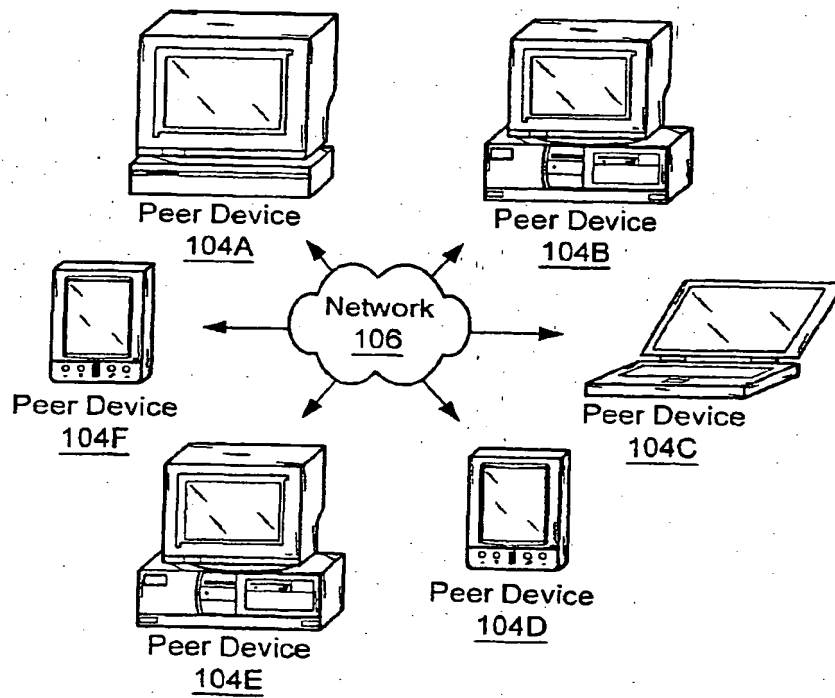 Peer Device
104A
Peer Device
104B
Network
106
Peer Device
104F
Peer Device
104C
Peer Device
104D
Peer Device
104E